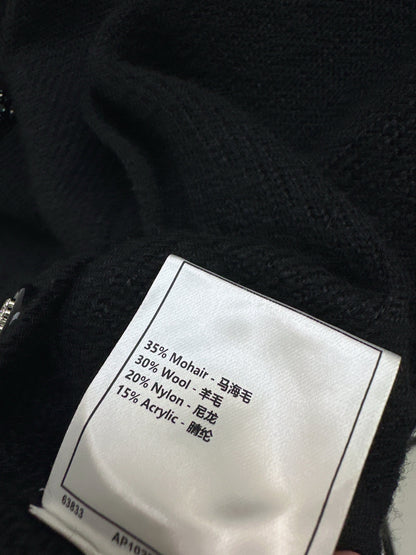 35% Mohair - 马海毛
30% Wool - 羊毛
20% Nylon - 尼龙
15% Acrylic - 腈纶
63833